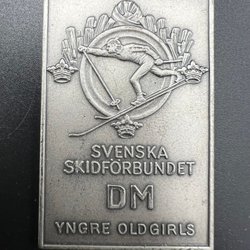 SVENSKA
SKIDFÖRBUNDET
DM
YNGRE OLDGIRLS